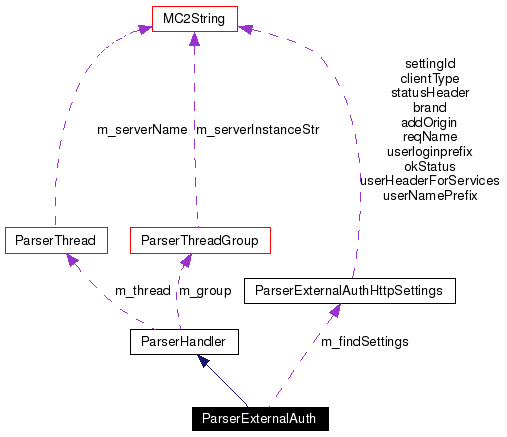 MC2String
settingId
clientType
statusHeader
brand
addOrigin
reqName
userloginprefix
okStatus
userHeaderForServices
userNamePrefix
m_serverName
m_serverInstanceStr
ParserThread
ParserThreadGroup
m_thread
m_group
ParserExternalAuthHttpSettings
ParserHandler
m_findSettings
ParserExternalAuth